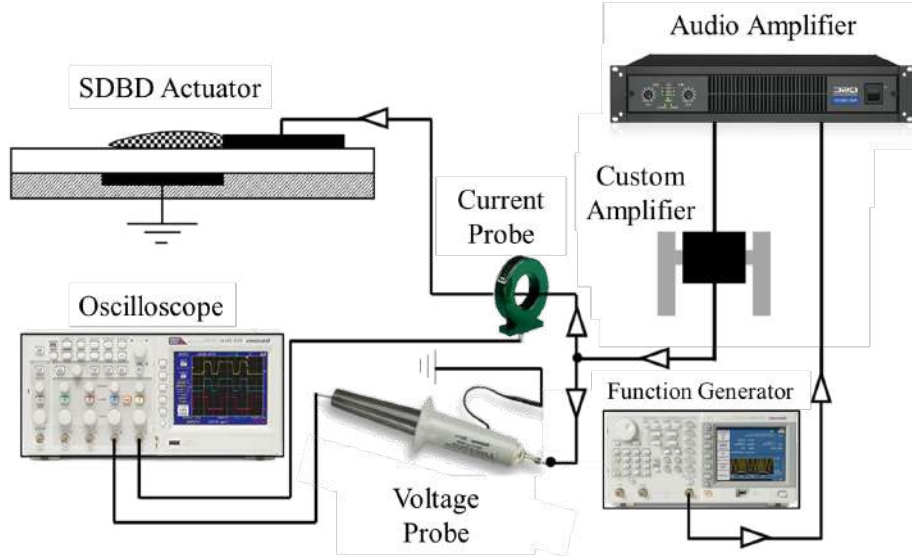 Audio Amplifier
SDBD Actuator
Custom
Amplifier
Current
Probe
Oscilloscope
Function Generator
Voltage
Probe